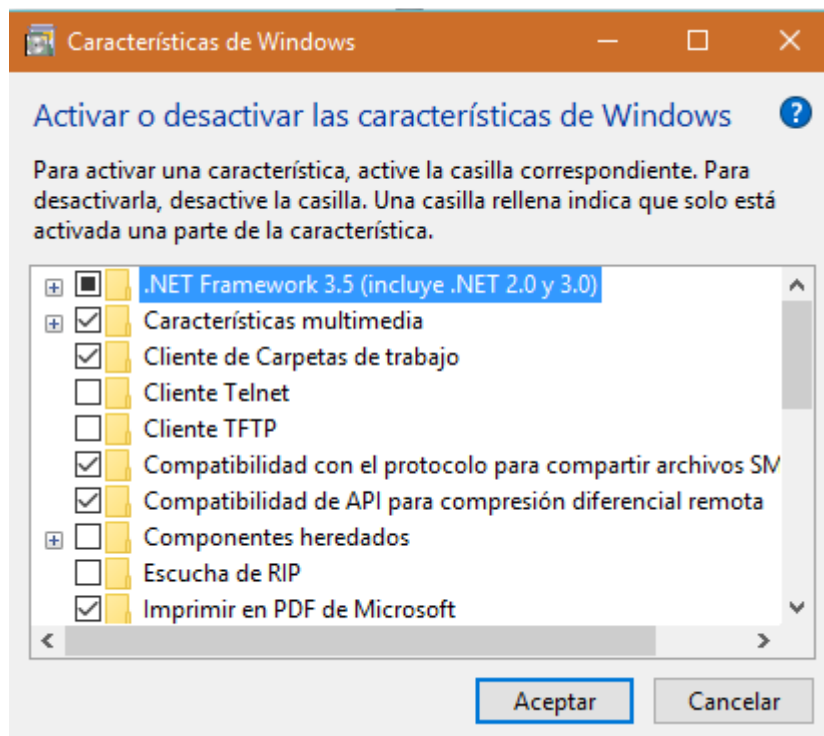 Características de Windows
Activar o desactivar las características de Windows
?
Para activar una característica, active la casilla correspondiente. Para
desactivarla, desactive la casilla. Una casilla rellena indica que solo está
activada una parte de la característica.
.NET Framework 3.5 (incluye .NET 2.0 y 3.0)
Características multimedia
Cliente de Carpetas de trabajo
Cliente Telnet
Cliente TFTP
Compatibilidad con el protocolo para compartir archivos SM
Compatibilidad de API para compresión diferencial remota
Componentes heredados
Escucha de RIP
Imprimir en PDF de Microsoft
Aceptar Cancelar